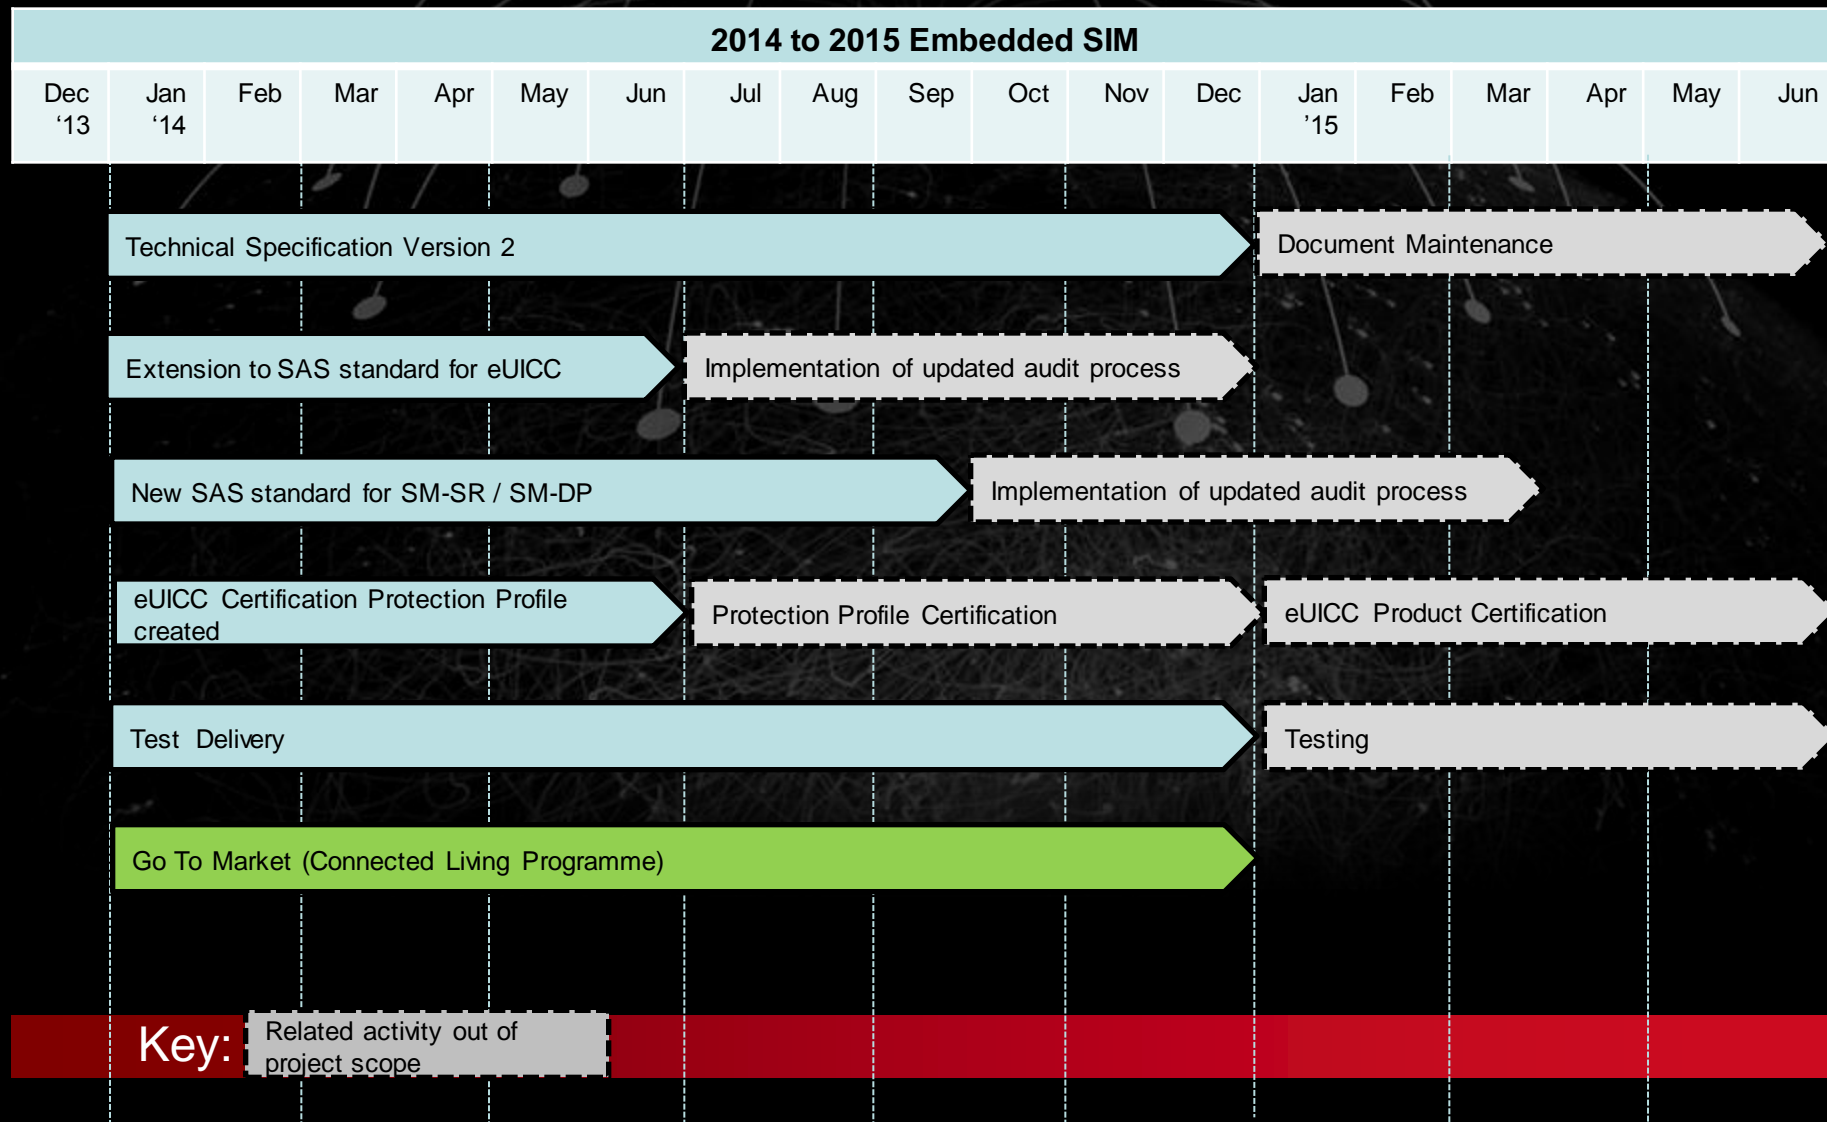 2014 to 2015 Embedded SIM
Dec Jan Feb Mar Apr May Jun Jul Aug Sep Oct Nov Dec Jan Feb Mar Apr May Jun
‘13 ‘14 ’15
Technical Specification Version 2
Document Maintenance
Extension to SAS standard for eUICC
Implementation of updated audit process
New SAS standard for SM-SR / SM-DP
Implementation of updated audit process
eUICC Certification Protection Profile
created
Protection Profile Certification
eUICC Product Certification
Test Delivery
Testing
Go To Market (Connected Living Programme)
Key:
Related activity out of
project scope